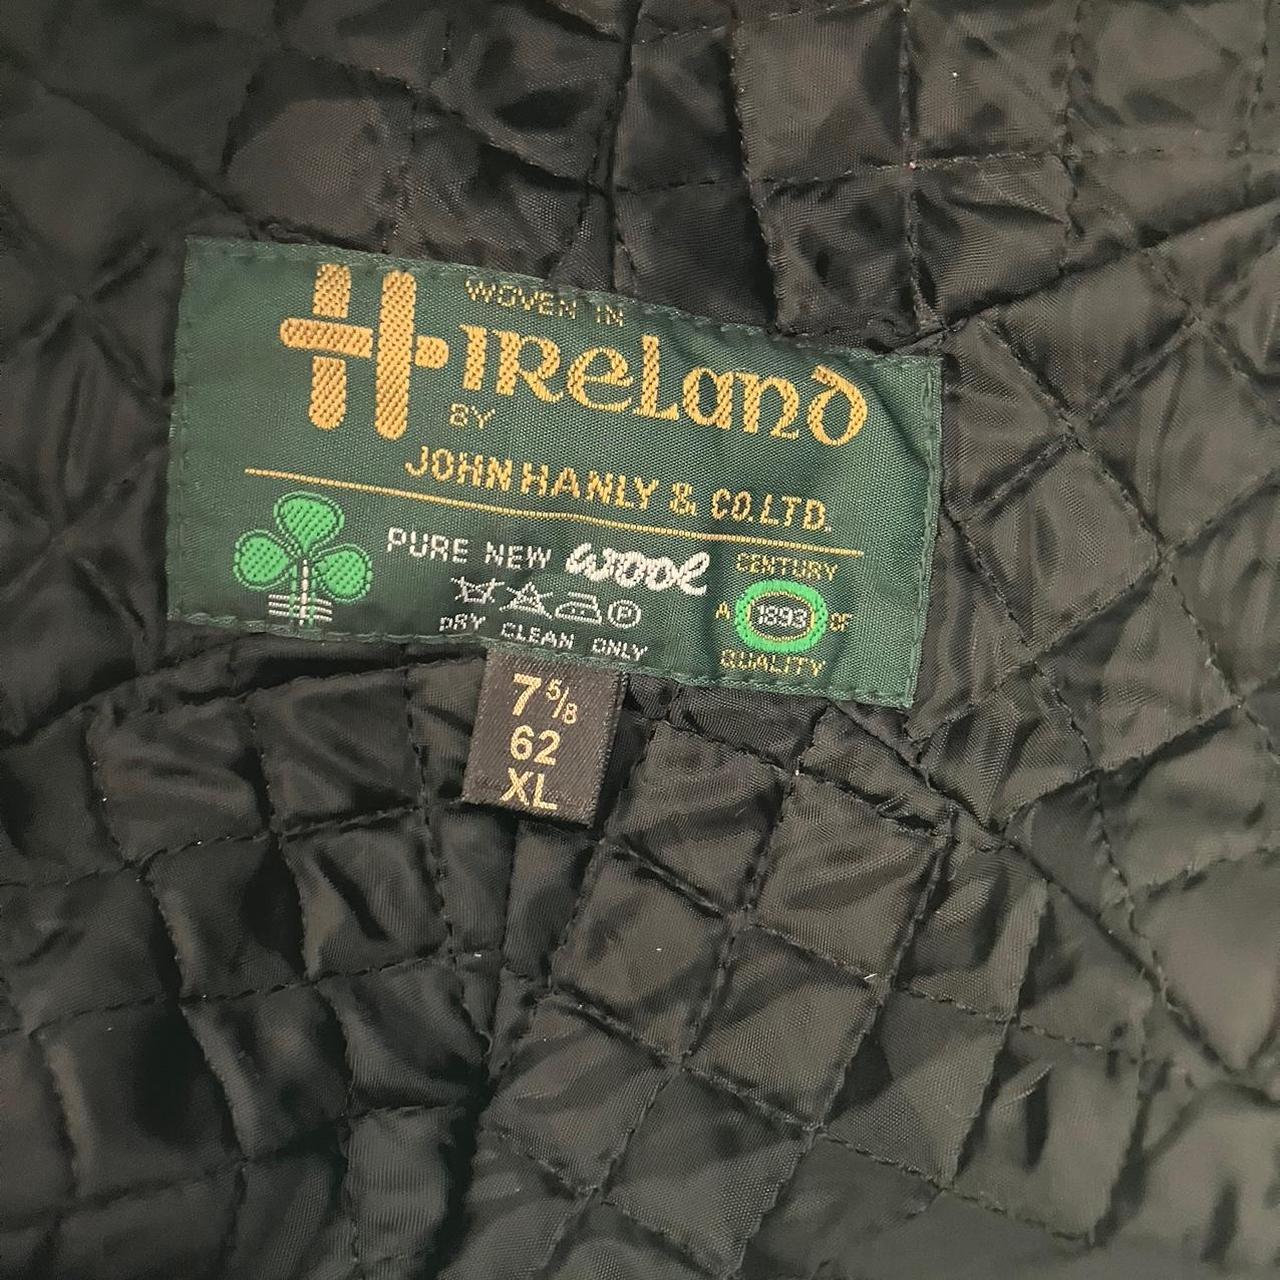 H
WOVEN IN
IRELAND
BY
JOHN HANLY & CO. LTD.
PURE NEW wool
P
DRY CLEAN ONLY
CENTURY
A 1893 OF
QUALITY
7 5/8
62
XL